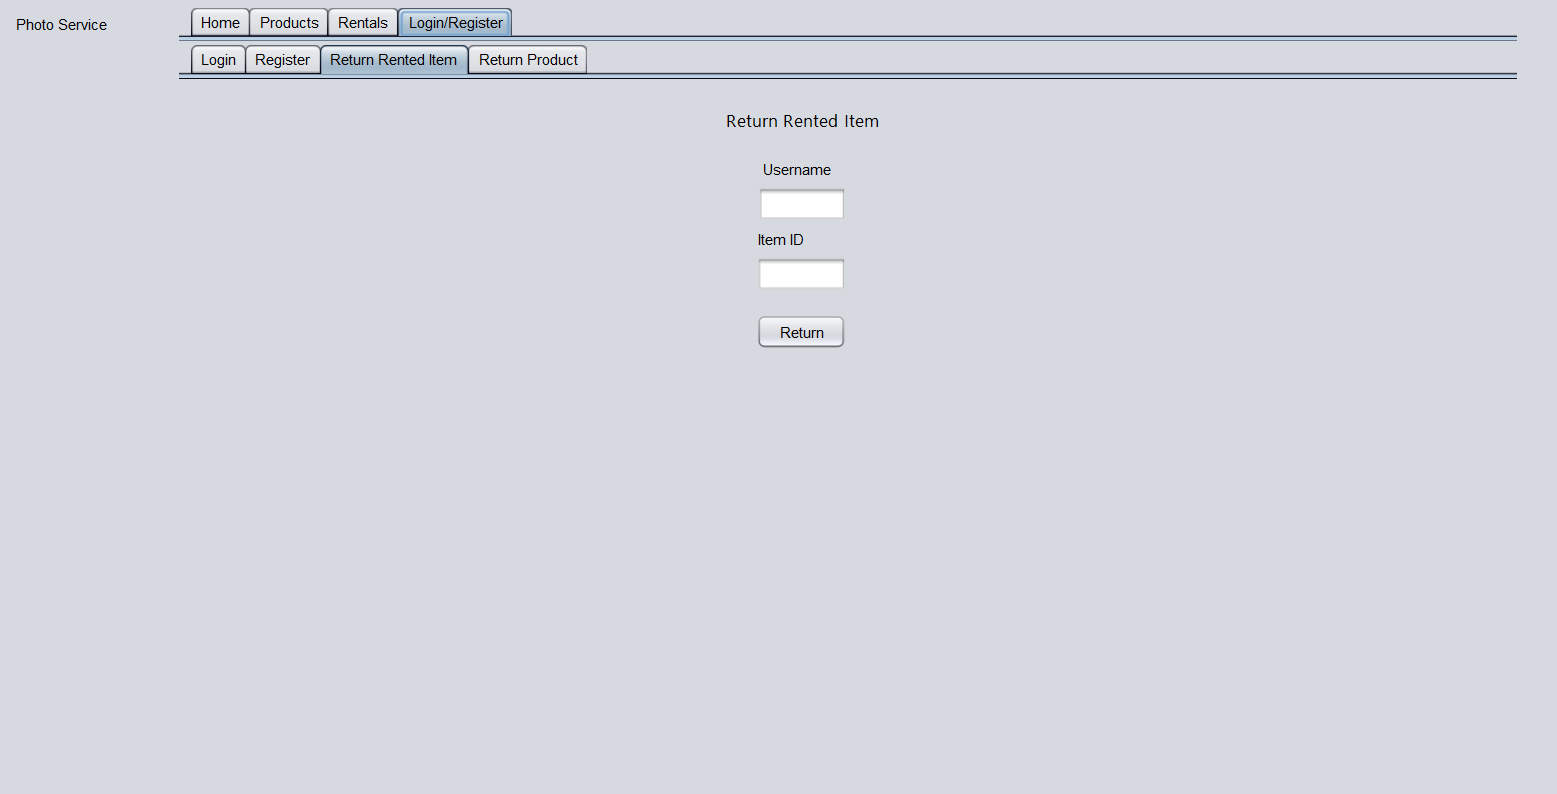 Photo Service
Home Products Rentals Login/Register
Login Register Return Rented Item Return Product
Return Rented Item
Username
Item ID
Return